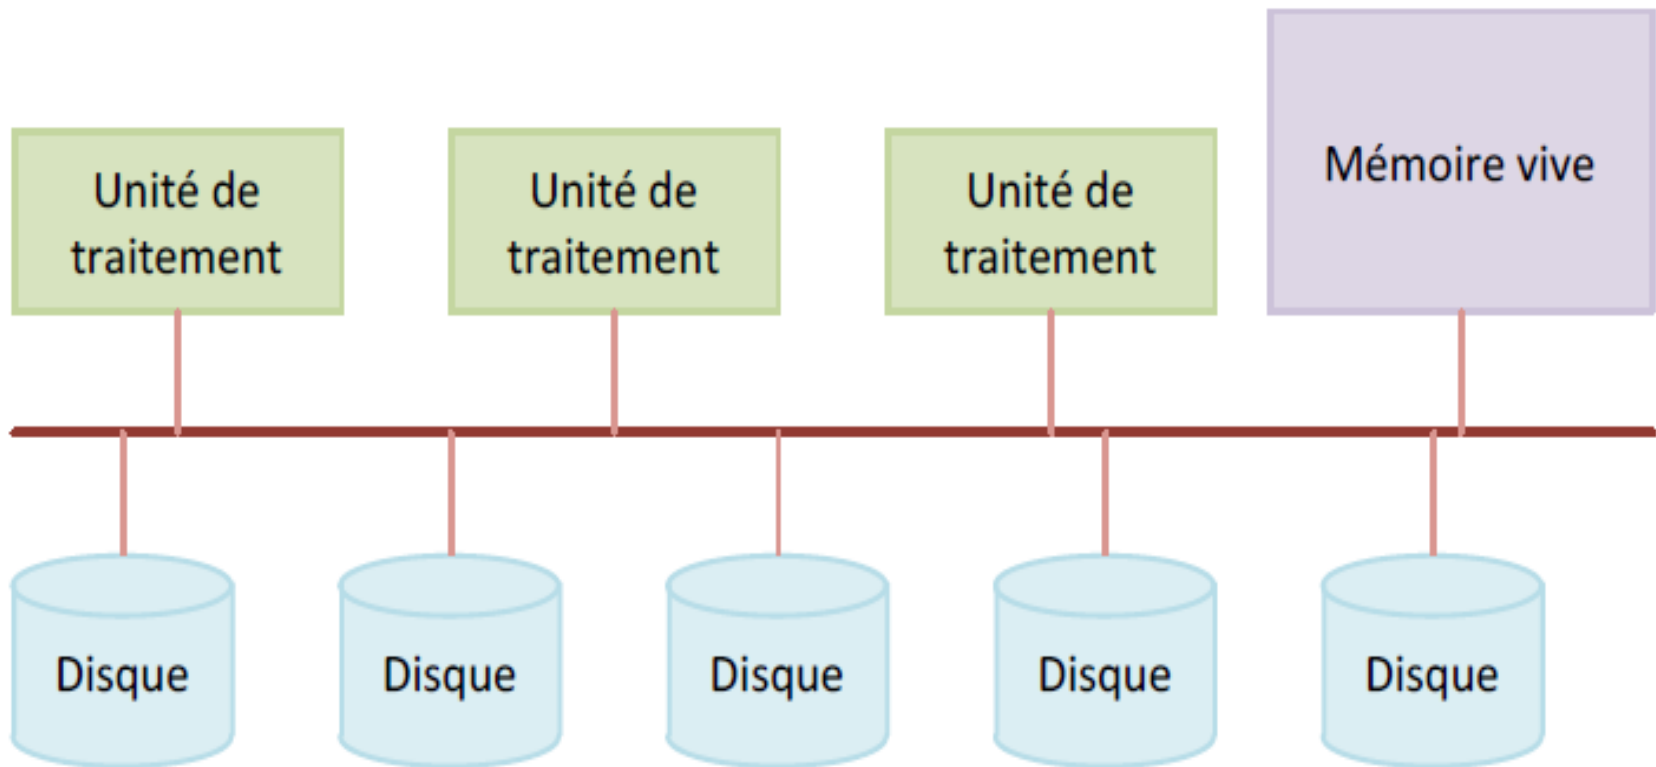 Unité de
traitement
Unité de
traitement
Unité de
traitement
Mémoire vive
Disque
Disque
Disque
Disque
Disque